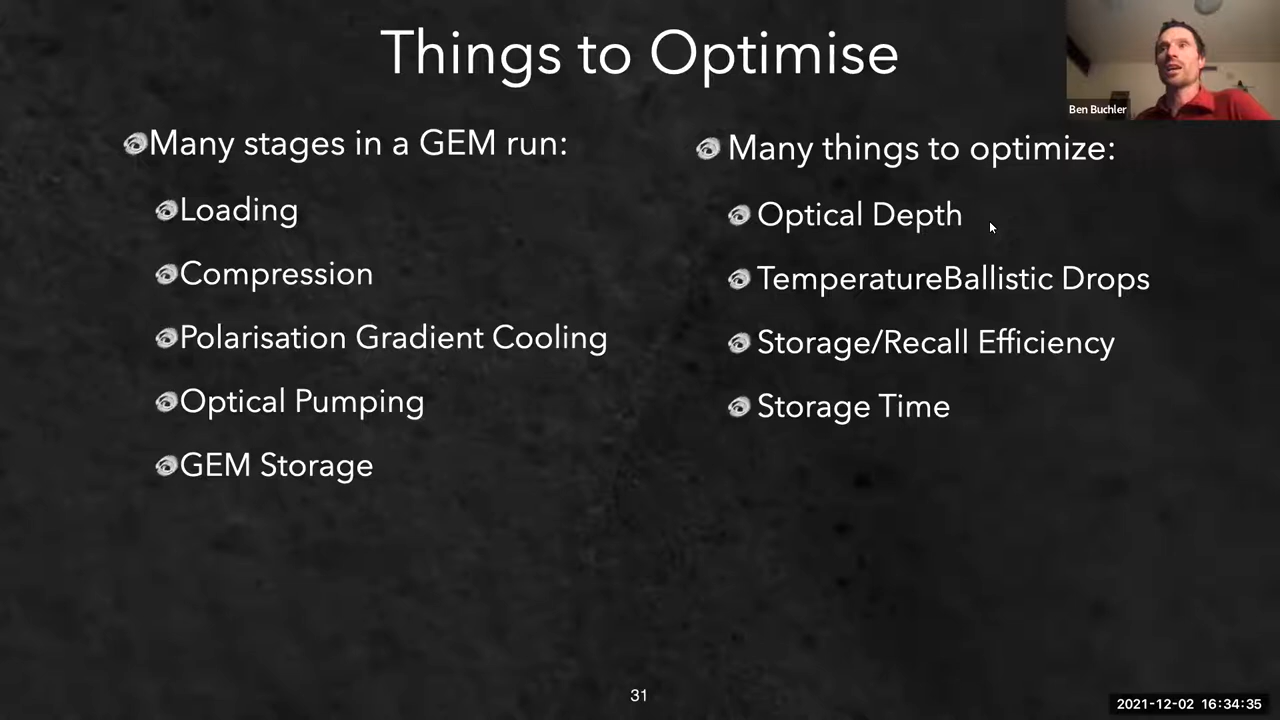 Things to Optimise
Ben Buchler
Many stages in a GEM run:
Loading
Compression
Polarisation Gradient Cooling
Optical Pumping
GEM Storage
Many things to optimize:
Optical Depth
TemperatureBallistic Drops
Storage/Recall Efficiency
Storage Time
31
2021-12-02 16:34:35